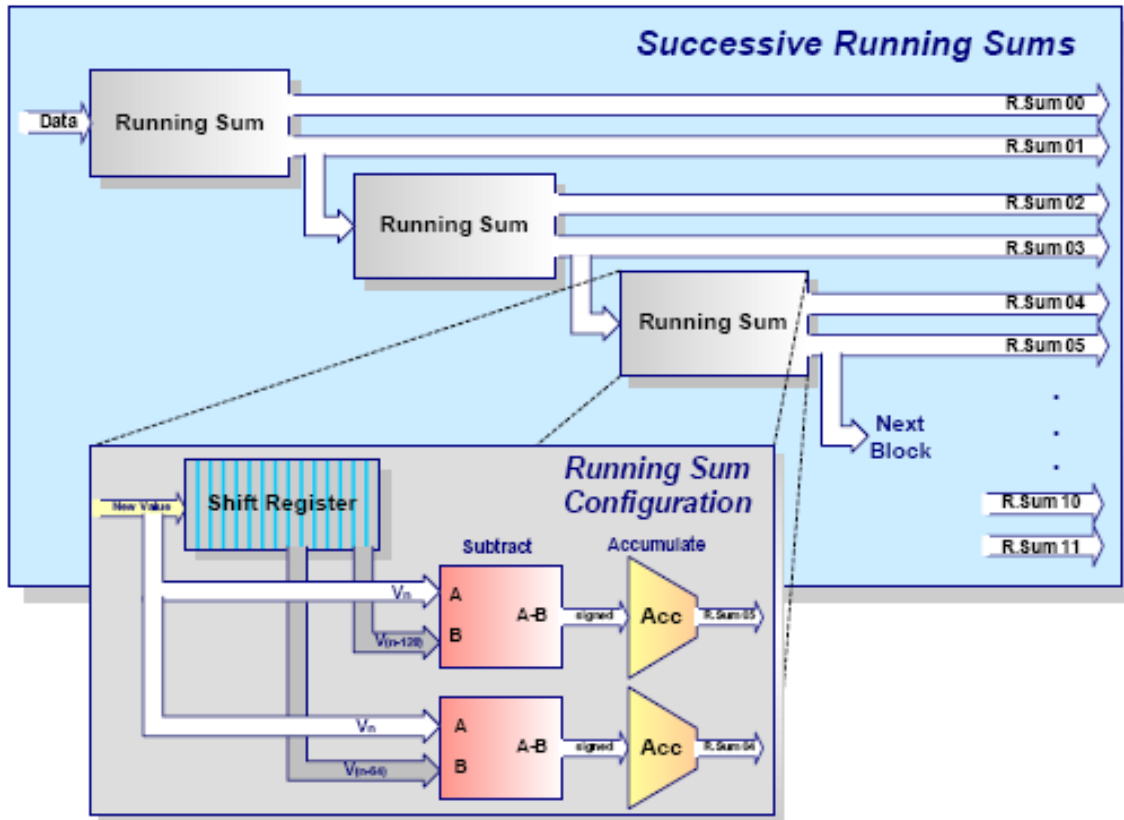 Successive Running Sums
Data
Running Sum
R.Sum 00
R.Sum 01
Running Sum
R.Sum 02
R.Sum 03
Running Sum
R.Sum 04
R.Sum 05
.
.
.
Next
Block
R.Sum 10
R.Sum 11
Running Sum
Configuration
New Value
Shift Register
Subtract
Accumulate
Vn
A
B
A-B
signed
Acc
R.Sum 05
V(n-128)
Vn
A
B
A-B
signed
Acc
R.Sum 04
V(n-64)